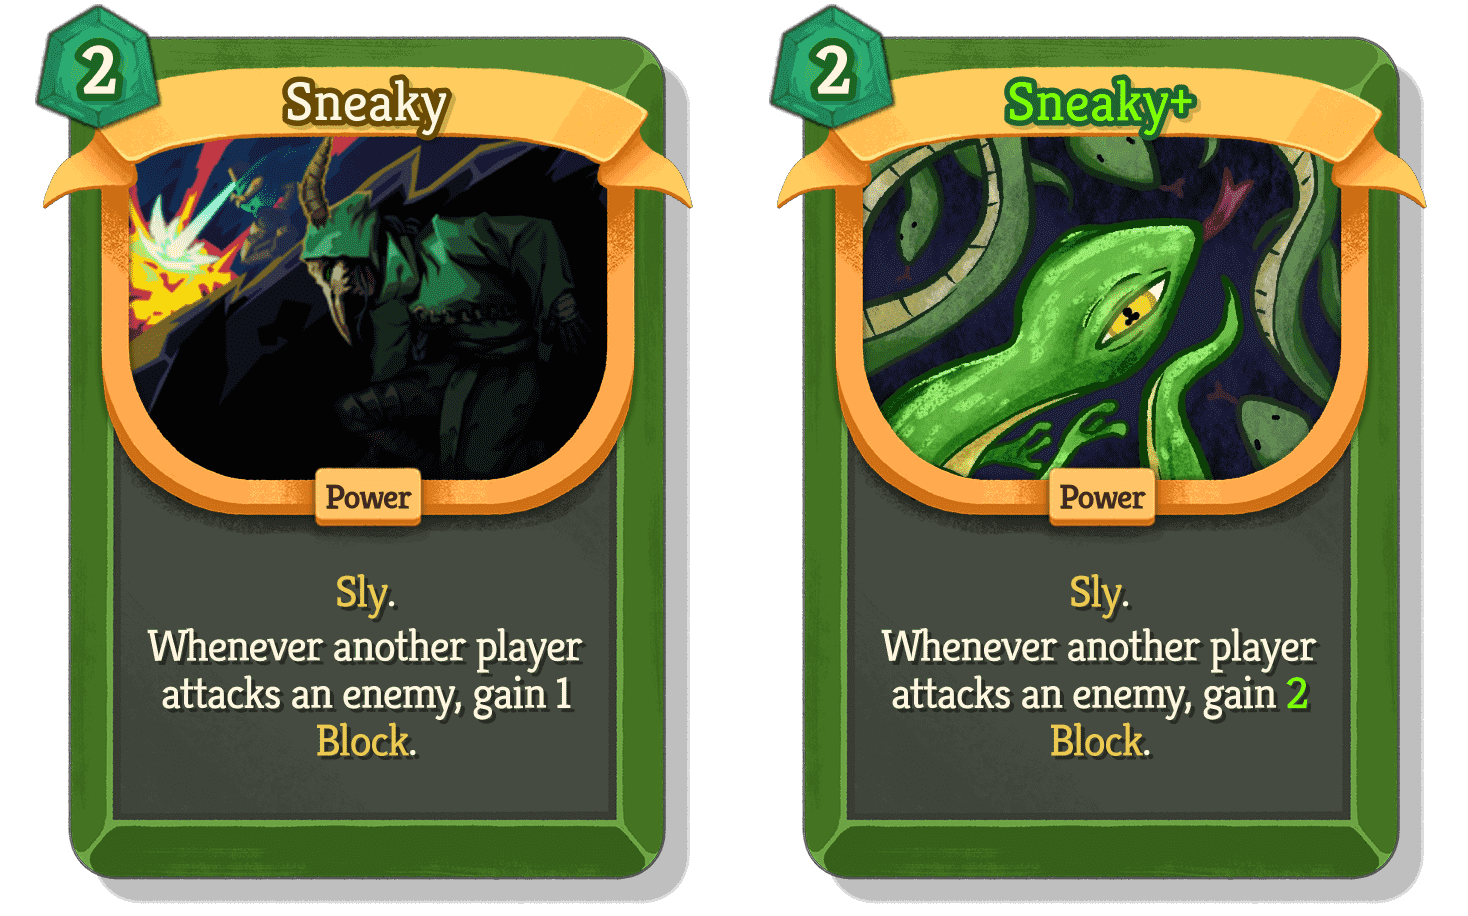 2
Sneaky
Power
Sly.
Whenever another player
attacks an enemy, gain 1
Block.
2
Sneaky+
Power
Sly.
Whenever another player
attacks an enemy, gain 2
Block.